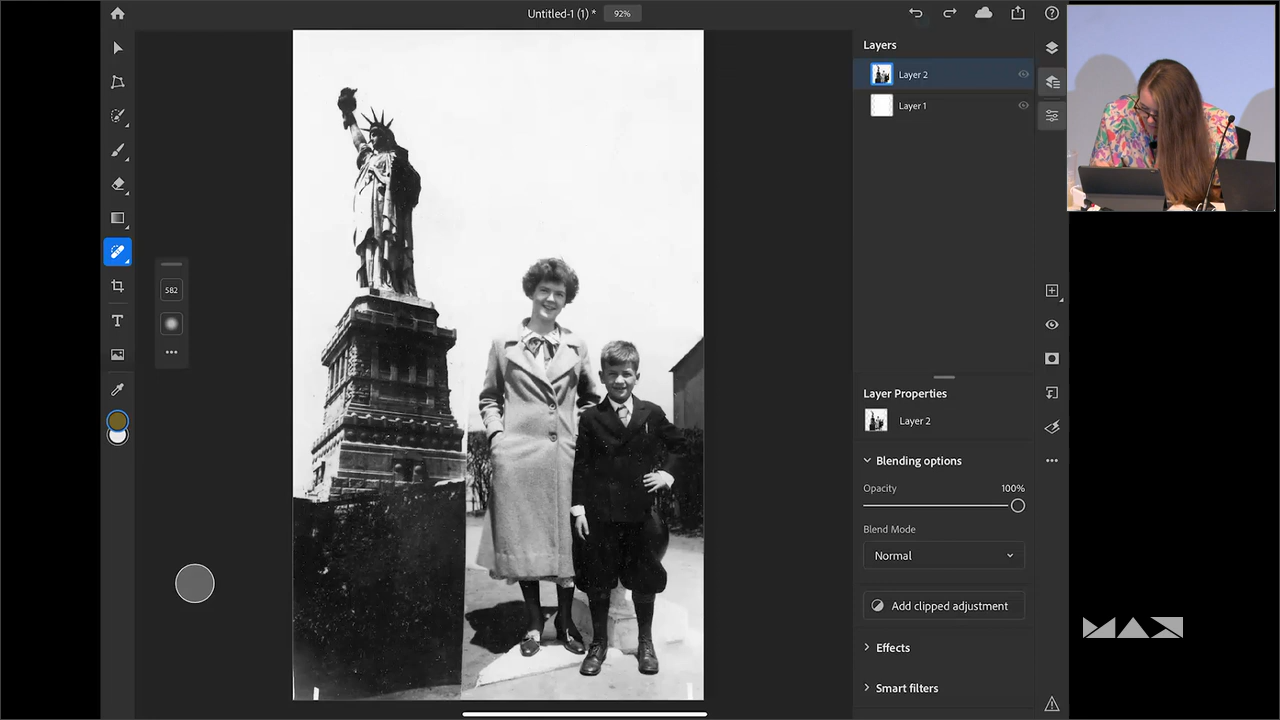 Untitled-1 (1) *
92%
Layers
Layer 2
Layer 1
582
T
Layer Properties
Layer 2
Blending options
Opacity
100%
Blend Mode
Normal
Add clipped adjustment
Effects
Smart filters
MAX